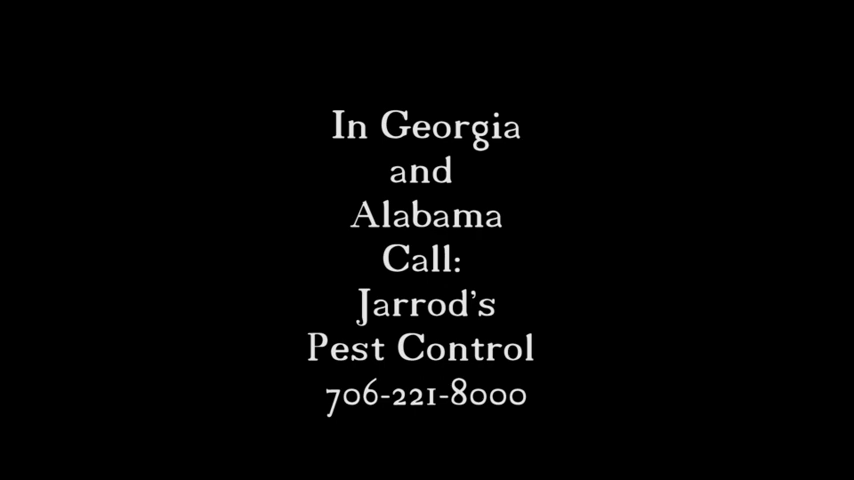 In Georgia
and
Alabama
Call:
Jarrod's
Pest Control
706-221-8000